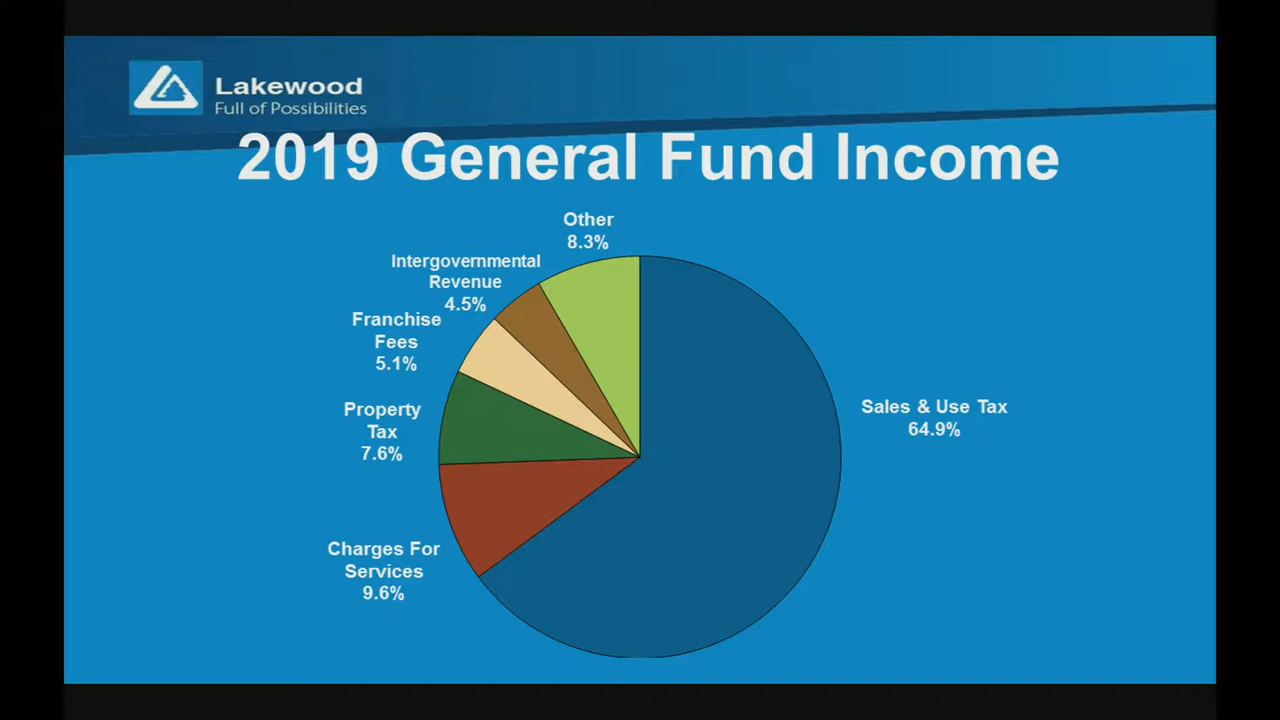 Lakewood
Full of Possibilities
2019 General Fund Income
Other
8.3%
Intergovernmental
Revenue
4.5%
Franchise
Fees
5.1%
Property
Tax
7.6%
Sales & Use Tax
64.9%
Charges For
Services
9.6%